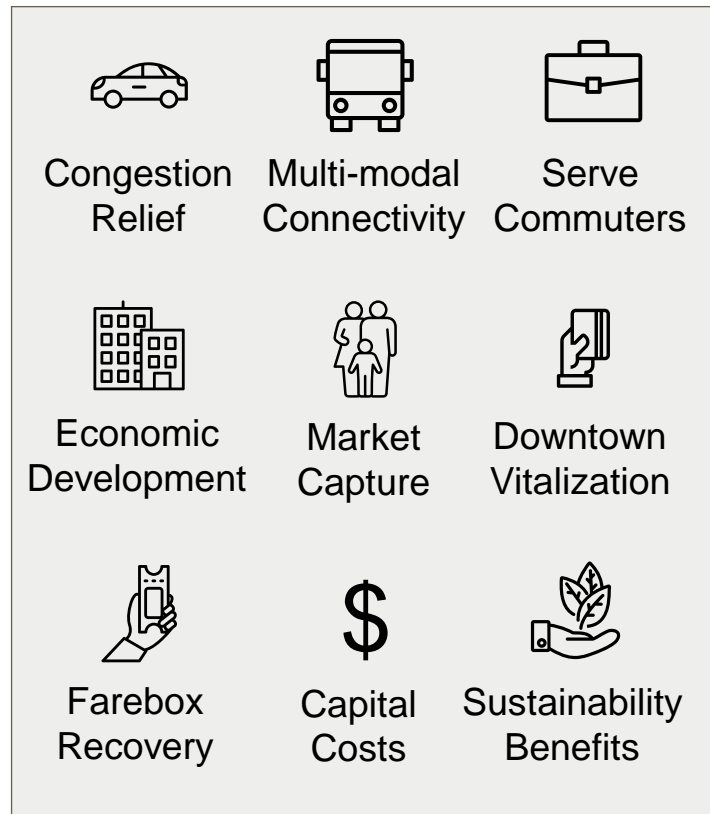 Congestion
Relief
Multi-modal
Connectivity
Serve
Commuters
Economic
Development
Market
Capture
Downtown
Vitalization
Farebox
Recovery
$
Capital
Costs
Sustainability
Benefits